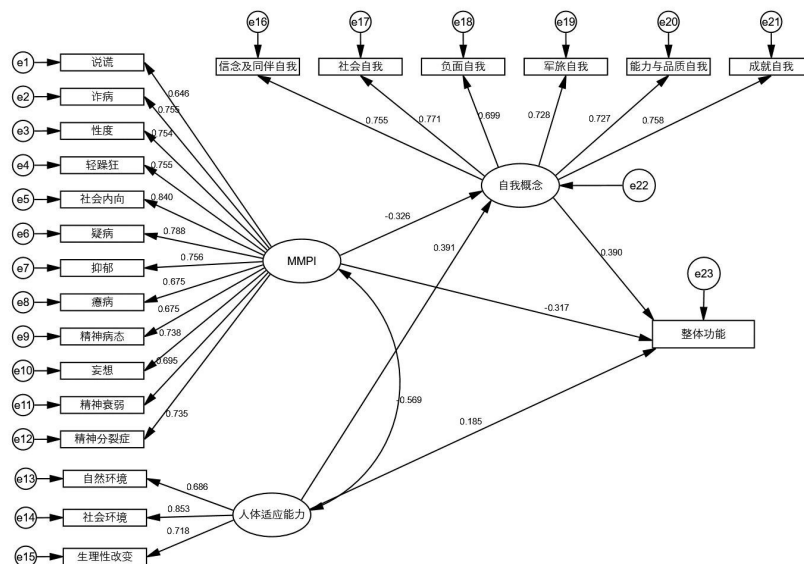 e16
e17
e18
e19
e20
e21
信念及同伴自我
社会自我
负面自我
军旅自我
能力与品质自我
成就自我
e1
说谎
e2
诈病
e3
性度
e4
轻躁狂
e5
社会内向
e6
疑病
e7
抑郁
e8
癔病
e9
精神病态
e10
妄想
e11
精神衰弱
e12
精神分裂症
e13
自然环境
e14
社会环境
e15
生理性改变
0.646
0.755
0.754
0.755
0.840
0.788
0.756
0.675
0.675
0.738
0.695
0.735
0.686
0.853
0.718
0.755
0.771
0.699
0.728
0.727
0.758
MMPI
自我概念
e22
人体适应能力
e23
整体功能
-0.326
0.391
0.390
-0.317
-0.569
0.185